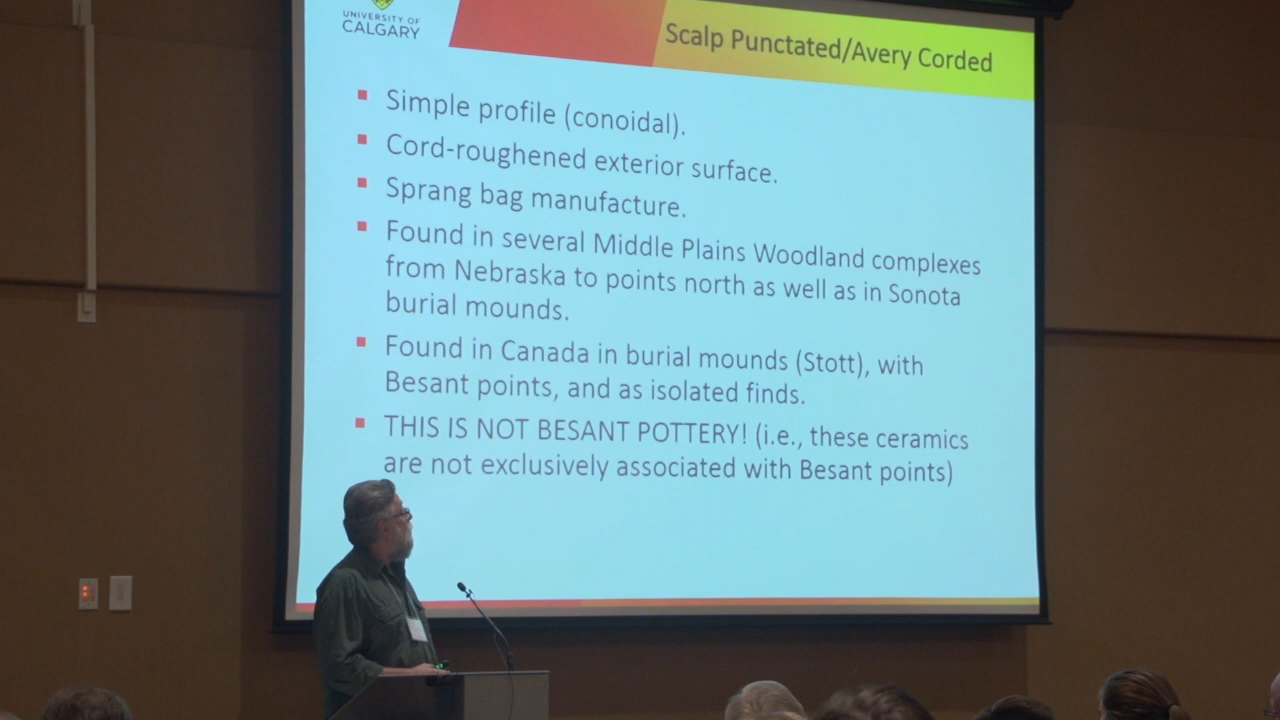 UNIVERSITY OF
CALGARY
Scalp Punctated/Avery Corded
Simple profile (conoidal).
Cord-roughened exterior surface.
Sprang bag manufacture.
Found in several Middle Plains Woodland complexes
from Nebraska to points north as well as in Sonota
burial mounds.
Found in Canada in burial mounds (Stott), with
Besant points, and as isolated finds.
THIS IS NOT BESANT POTTERY! (i.e., these ceramics
are not exclusively associated with Besant points)